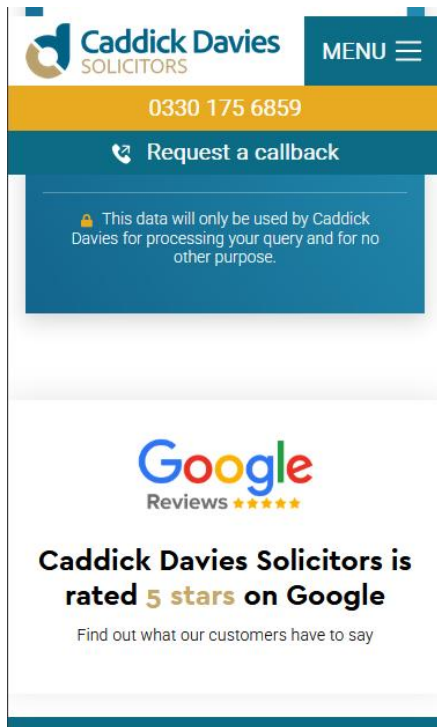 Caddick Davies
SOLICITORS
MENU
0330 175 6859
Request a callback
This data will only be used by Caddick
Davies for processing your query and for no
other purpose.
Google
Reviews
Caddick Davies Solicitors is
rated 5 stars on Google
Find out what our customers have to say